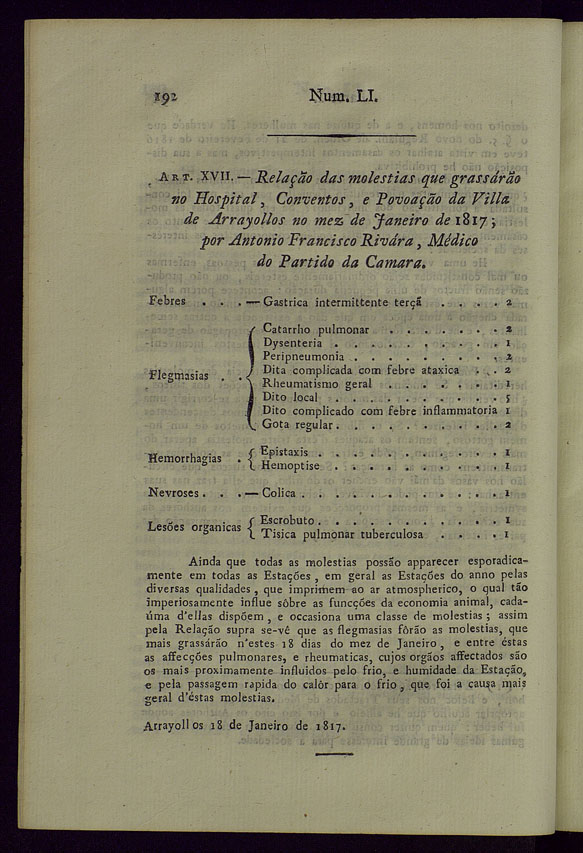 192 Num. LI.
ART. XVII. — Relação das molestias que grassárão
no Hospital, Conventos, e Povoação da Villa
de Arrayollos no mez de Janeiro de 1817;
por Antonio Francisco Rivára, Médico
do Partido da Camara.
Febres . . . — Gastrica intermittente terçã . . . . 2
Catarrho pulmonar . . . . . . . 2
Dysenteria . . . . . . . . . . 1
Peripneumonia . . . . . . . . . 2
Dita complicada com febre ataxica . . . 2
Flegmasias . . Rheumatismo geral . . . . . . . 1
Dito local . . . . . . . . . . 5
Dito complicado com febre inflammatoria 1
Gota regular . . . . . . . . . . 2
Hemorrhagias . { Epistaxis . . . . . . . . . . . 1
Hemoptise . . . . . . . . . . 1
Nevroses . . . — Colica . . . . . . . . . . . . 1
Lesões organicas { Escrobuto . . . . . . . . . . . 1
Tisica pulmonar tuberculosa . . . . 1
Ainda que todas as molestias possão apparecer esporadica-
mente em todas as Estações, em geral as Estações do anno pelas
diversas qualidades, que imprimem ao ar atmospherico, o qual tão
imperiosamente influe sôbre as funcções da economia animal, cada-
úma d'ellas dispõem, e occasiona uma classe de molestias; assim
pela Relação supra se-vê que as flegmasias fôrão as molestias, que
mais grassárão n'estes 18 dias do mez de Janeiro, e entre éstas
as affecções pulmonares, e rheumaticas, cujos orgãos affectados são
os mais proximamente influidos pelo frio, e humidade da Estação,
e pela passagem rapida do calôr para o frio, que foi a causa mais
geral d'éstas molestias.
Arrayollos 18 de Janeiro de 1817.